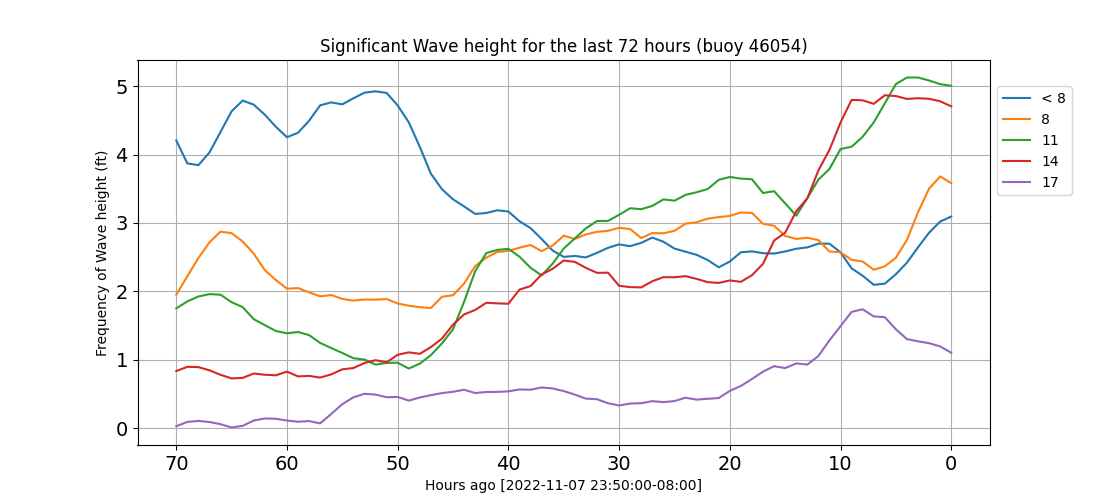 Significant Wave height for the last 72 hours (buoy 46054)
Frequency of Wave height (ft)
5
4
3
2
1
0
70 60 50 40 30 20 10 0
Hours ago [2022-11-07 23:50:00-08:00]
< 8
8
11
14
17